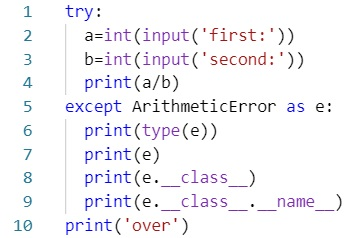 1 try:
2   a=int(input('first:'))
3   b=int(input('second:'))
4   print(a/b)
5 except ArithmeticError as e:
6   print(type(e))
7   print(e)
8   print(e.__class__)
9   print(e.__class__.__name__)
10 print('over')